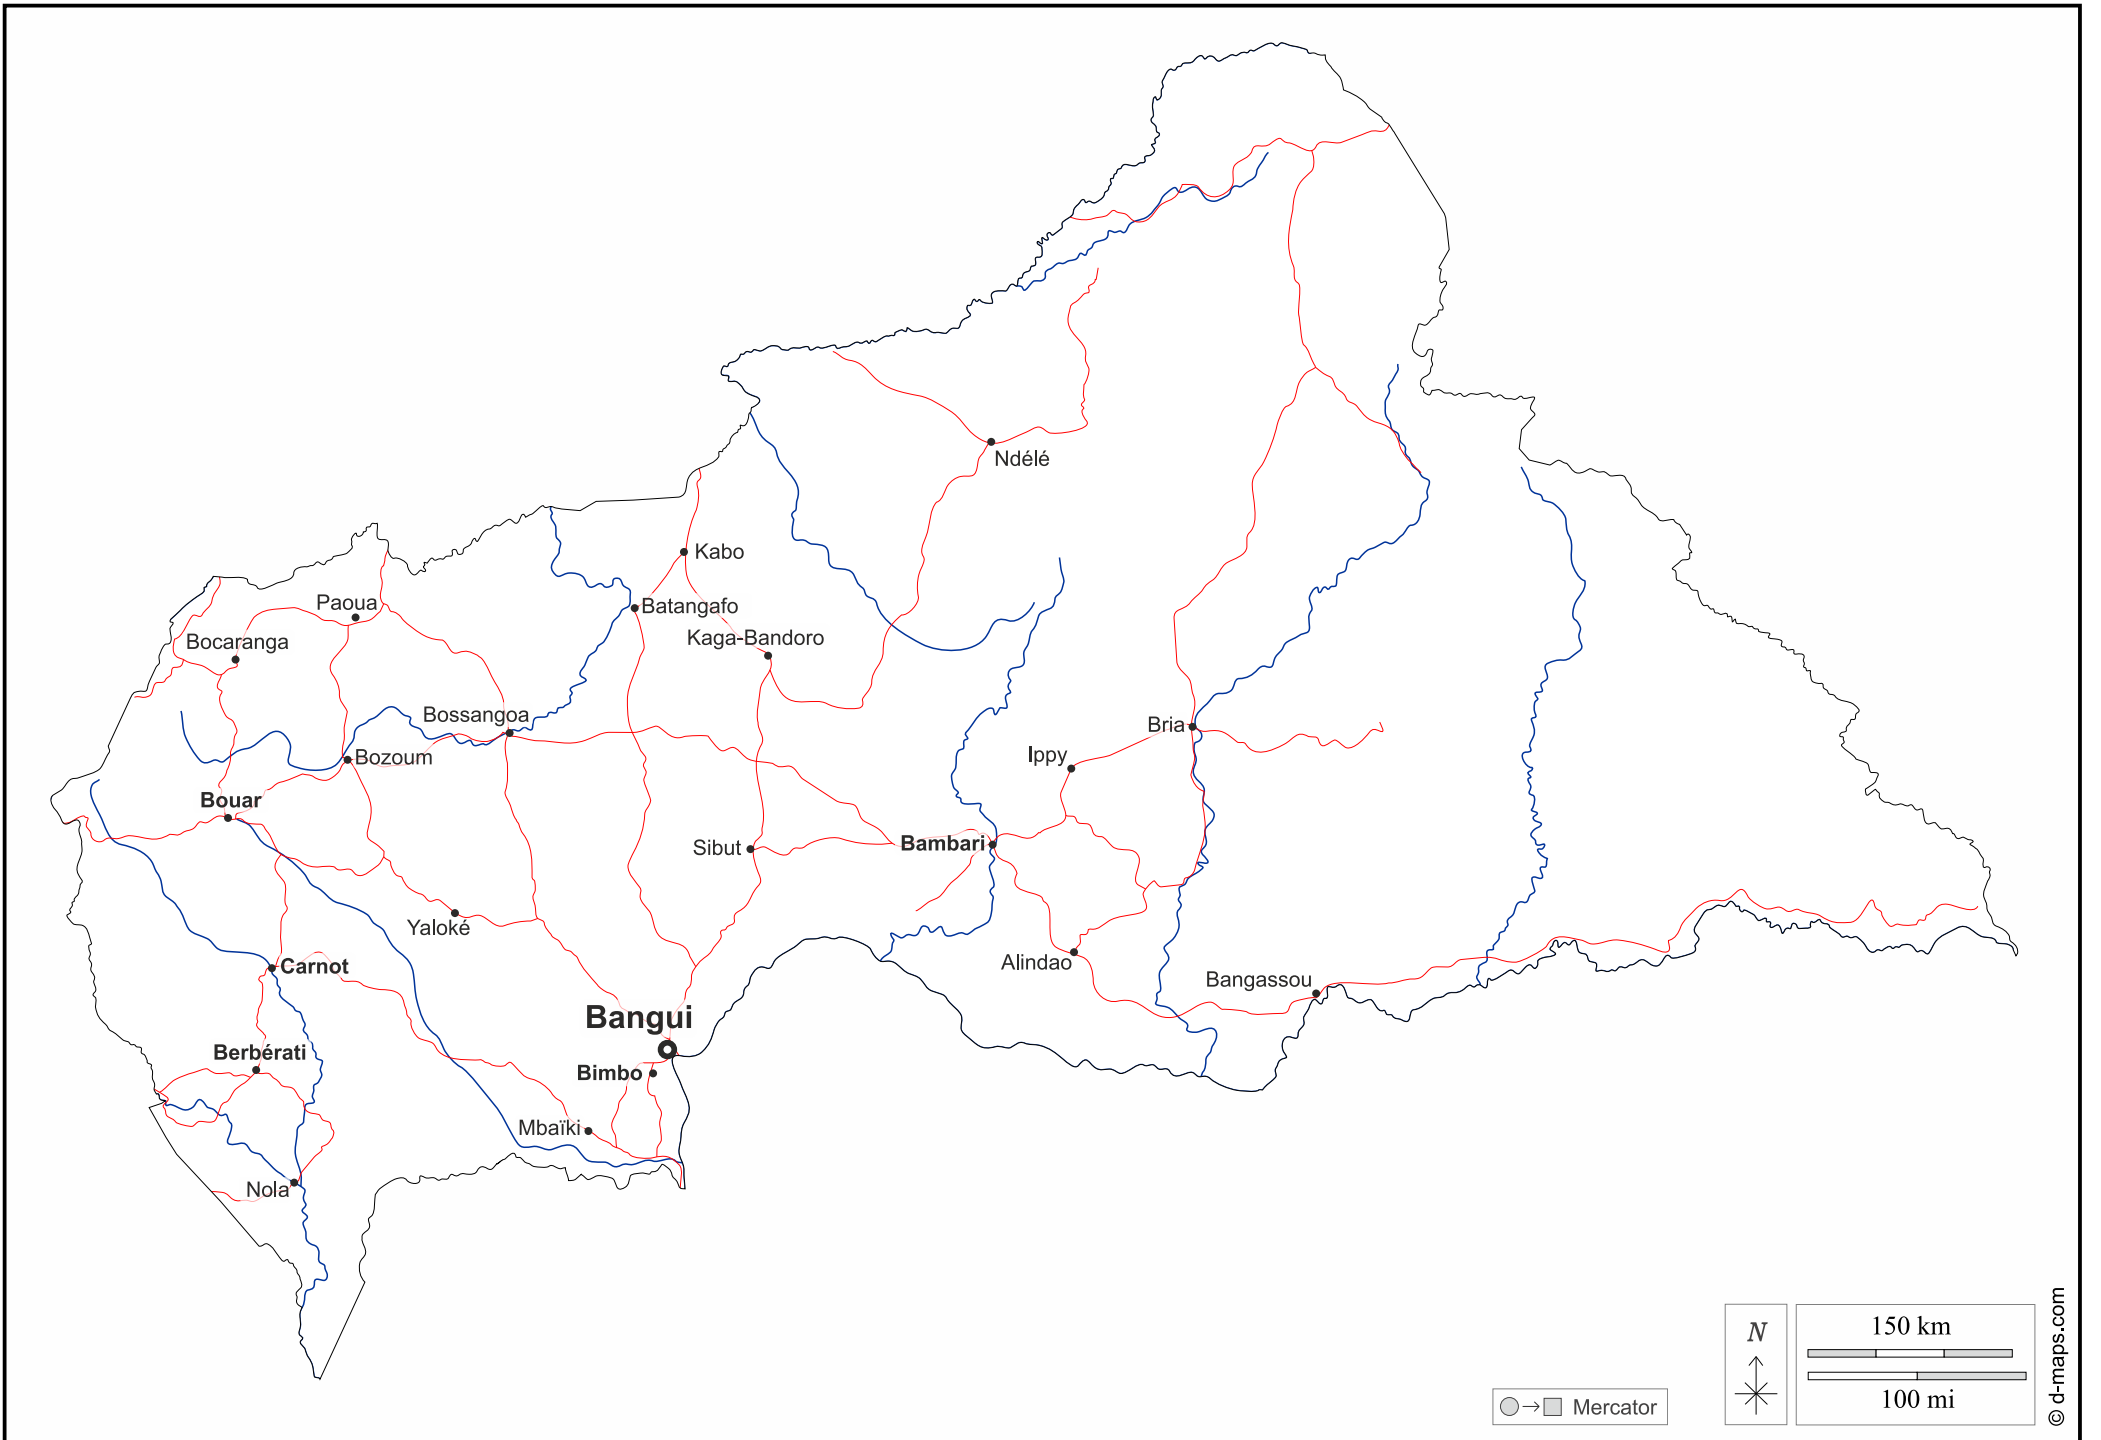 Ndélé
Kabo
Paoua
Batangafo
Bocaranga
Kaga-Bandoro
Bossangoa
Bria
Ippy
Bozoum
Bouar
Sibut
Bambari
Yaloké
Carnot
Alindao
Bangassou
Bangui
Berbérati
Bimbo
Mbaïki
Nola
N
150 km
100 mi
Mercator
© d-maps.com